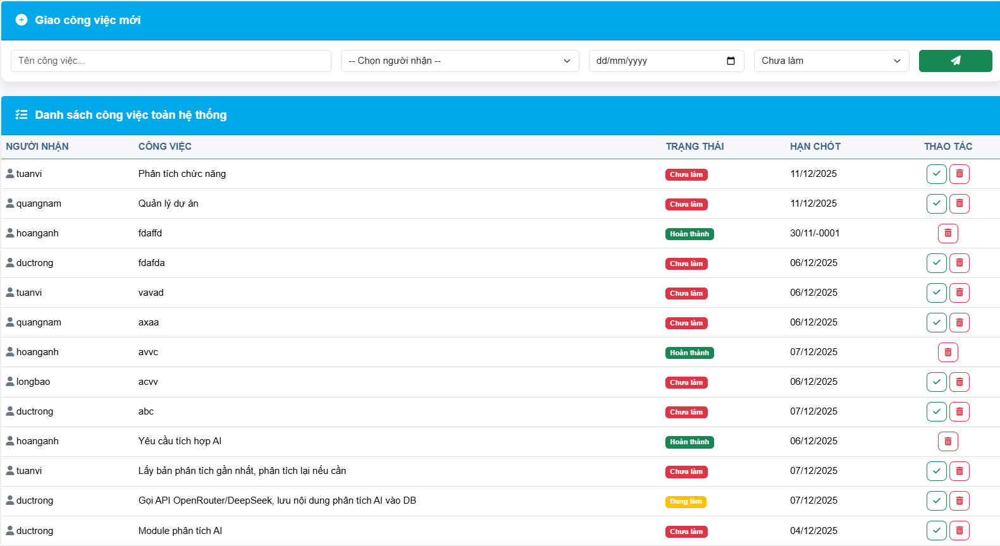 Giao công việc mới
Tên công việc... -- Chọn người nhận -- dd/mm/yyyy Chưa làm
Danh sách công việc toàn hệ thống
NGƯỜI NHẬN CÔNG VIỆC TRẠNG THÁI HẠN CHÓT THAO TÁC
tuanvi Phân tích chức năng Chưa làm 11/12/2025
quangnam Quản lý dự án Chưa làm 11/12/2025
hoanganh fdaffd Hoàn thành 30/11/-0001
ductrong fdafda Chưa làm 06/12/2025
tuanvi vavad Chưa làm 06/12/2025
quangnam axaa Chưa làm 06/12/2025
hoanganh avvc Hoàn thành 07/12/2025
longbao acvv Chưa làm 06/12/2025
ductrong abc Chưa làm 07/12/2025
hoanganh Yêu cầu tích hợp AI Hoàn thành 06/12/2025
tuanvi Lấy bản phân tích gần nhất, phân tích lại nếu cần Chưa làm 07/12/2025
ductrong Gọi API OpenRouter/DeepSeek, lưu nội dung phân tích AI vào DB Đang làm 07/12/2025
ductrong Module phân tích AI Chưa làm 04/12/2025